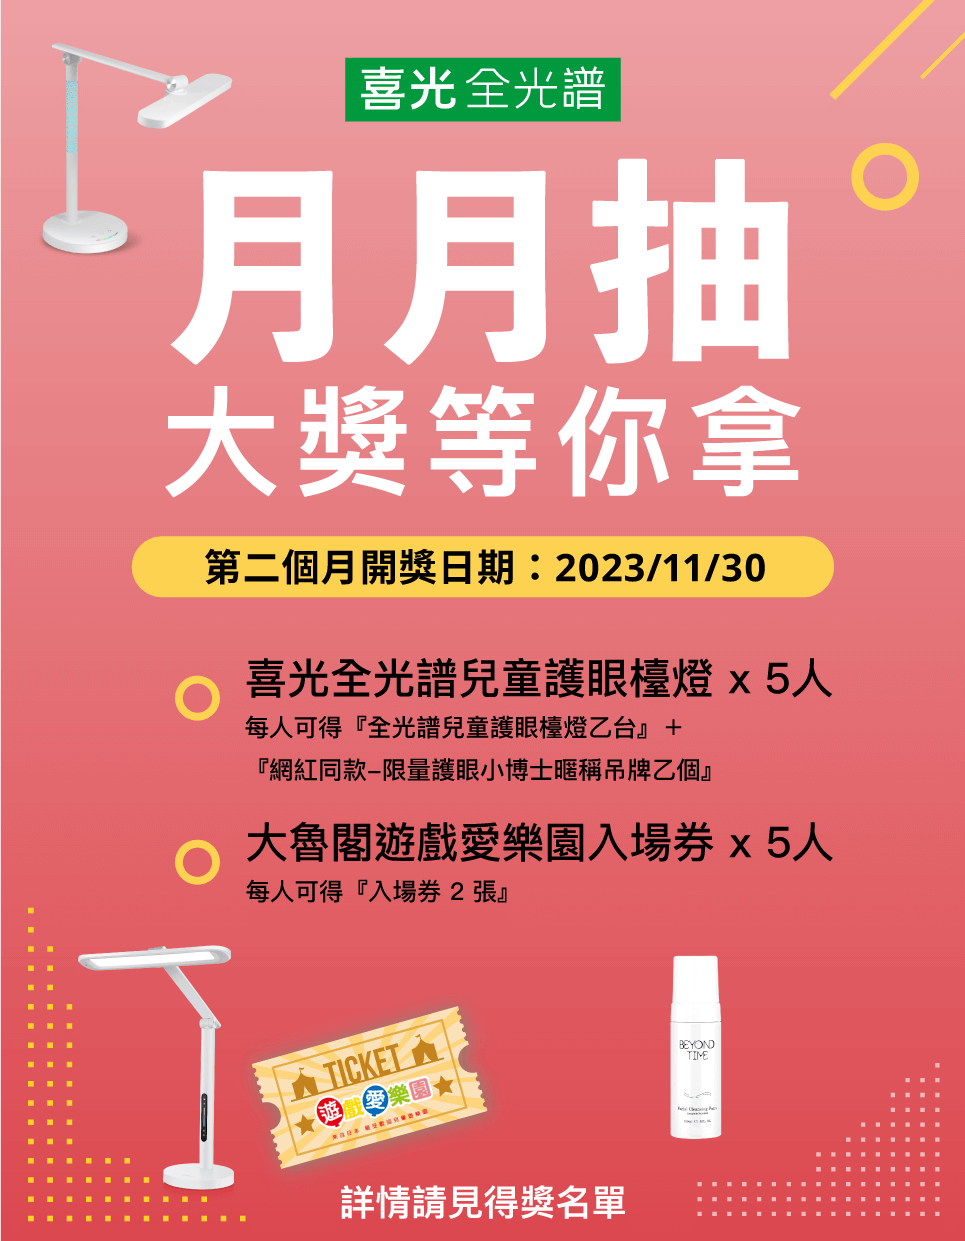 喜光全光譜
月月抽
大獎等你拿
第二個月開獎日期：2023/11/30
喜光全光譜兒童護眼檯燈 x 5人
每人可得『全光譜兒童護眼檯燈乙台』＋
『網紅同款–限量護眼小博士暱稱吊牌乙個』
大魯閣遊戲愛樂園入場券 x 5人
每人可得『入場券 2 張』
TICKET
遊戲愛樂園
BEYOND
TIME
詳情請見得獎名單